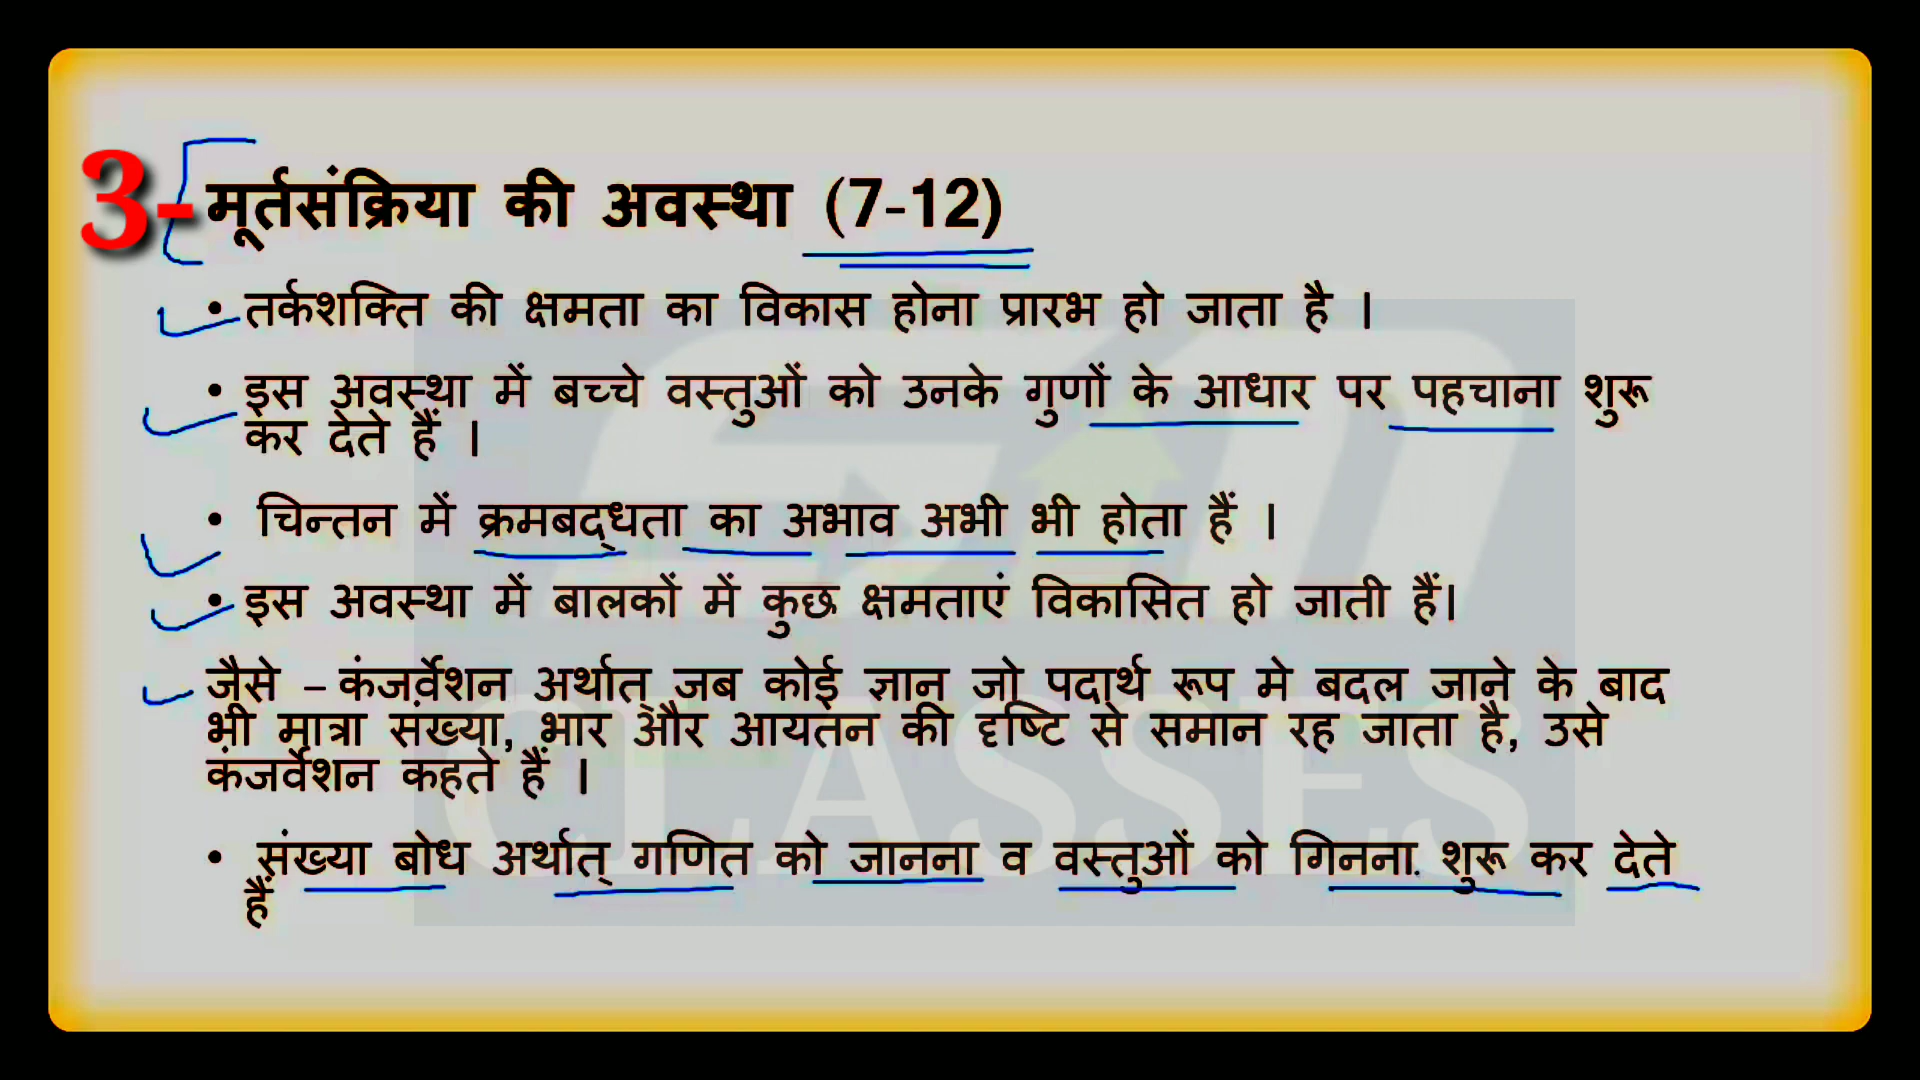 3- मूर्तसंक्रिया की अवस्था (7-12)
• तर्कशक्ति की क्षमता का विकास होना प्रारभ हो जाता है ।
• इस अवस्था में बच्चे वस्तुओं को उनके गुणों के आधार पर पहचाना शुरू
कर देते हैं ।
• चिन्तन में क्रमबद्धता का अभाव अभी भी होता हैं ।
• इस अवस्था में बालकों में कुछ क्षमताएं विकासित हो जाती हैं।
जैसे – कंजर्वेशन अर्थात् जब कोई ज्ञान जो पदार्थ रूप मे बदल जाने के बाद
भी मात्रा संख्या, भार और आयतन की दृष्टि से समान रह जाता है, उसे
कंजर्वेशन कहते हैं ।
• संख्या बोध अर्थात् गणित को जानना व वस्तुओं को गिनना. शुरू कर देते
हैं
CLASSES